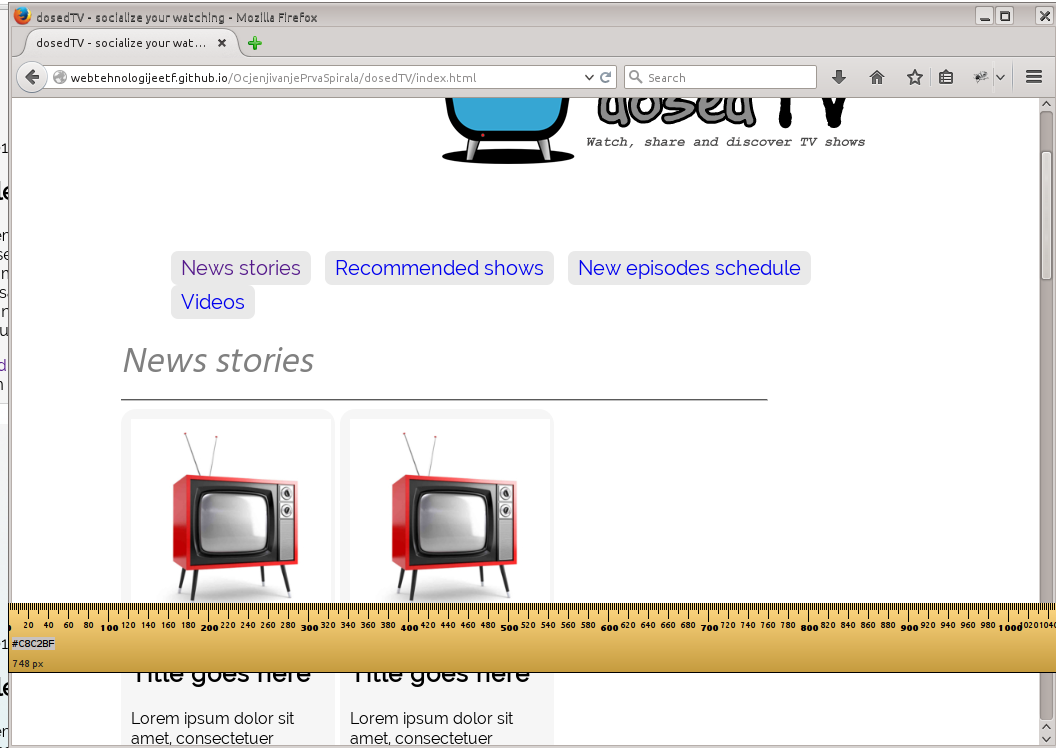 dosedTV - socialize your watching - Mozilla Firefox
dosedTV - socialize your wat...
webtehnologijeetf.github.io/OcjenjivanjePrvaSpirala/dosedTV/index.html
Search
dosed TV
Watch, share and discover TV shows
News stories
Recommended shows
New episodes schedule
Videos
News stories
20 40 60 80 100 120 140 160 180 200 220 240 260 280 300 320 340 360 380 400 420 440 460 480 500 520 540 560 580 600 620 640 660 680 700 720 740 760 780 800 820 840 860 880 900 920 940 960 980 1000 1020 1040
#C8C2BF
748 px
Title goes here
Title goes here
Lorem ipsum dolor sit
amet, consectetuer
Lorem ipsum dolor sit
amet, consectetuer